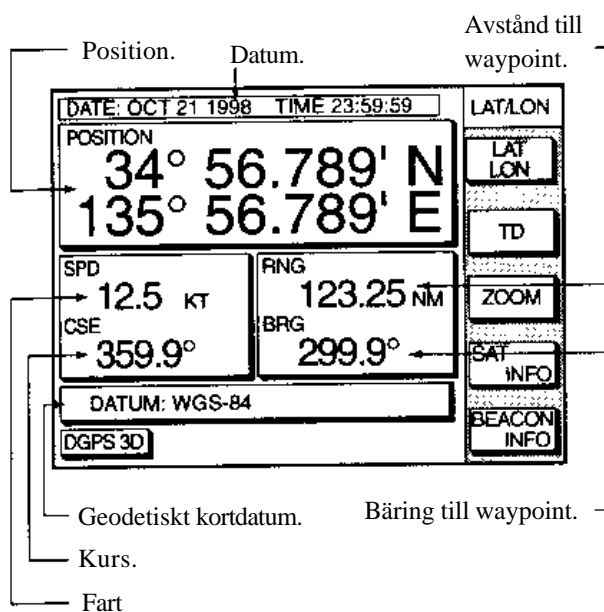 Avstånd till
waypoint.
Position.
Datum.
DATE: OCT 21 1998 TIME 23:59:59
LAT/LON
POSITION
34° 56.789' N
135° 56.789' E
LAT
LON
TD
SPD
12.5 KT
CSE
359.9°
RNG
123.25 NM
BRG
299.9°
ZOOM
SAT
INFO
DATUM: WGS-84
DGPS 3D
BEACON
INFO
Geodetiskt kortdatum.
Bäring till waypoint.
Kurs.
Fart